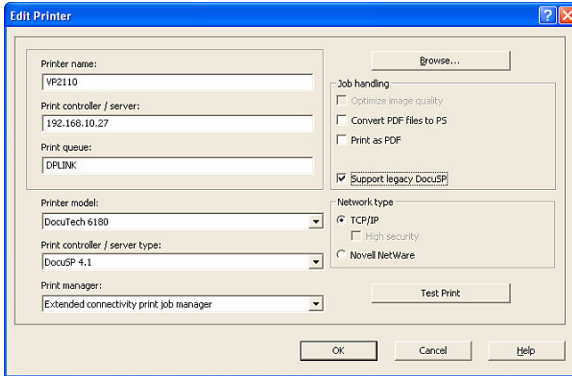 Edit Printer
Printer name:
VP2110
Print controller / server:
192.168.10.27
Print queue:
DPLINK
Printer model:
DocuTech 6180
Print controller / server type:
DocuSP 4.1
Print manager:
Extended connectivity print job manager
Browse...
Job handling
Optimize image quality
Convert PDF files to PS
Print as PDF
Support legacy DocuSP
Network type
TCP/IP
High security
Novell NetWare
Test Print
OK
Cancel
Help